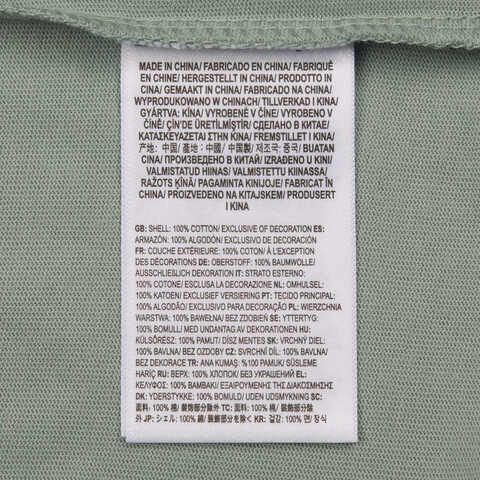 MADE IN CHINA/ FABRICADO EN CHINA/ FABRIQUÉ
EN CHINE/ HERGESTELLT IN CHINA/ PRODOTTO IN
CINA/ GEMAAKT IN CHINA/ FABRICADO NA CHINA/
WYPRODUKOWANO W CHINACH/ TILLVERKAD I KINA/
GYÁRTVA: KÍNA/ VYROBENÉ V ČÍNE/ VYROBENO V
ČÍNĚ/ ÇİN'DE ÜRETİLMİŞTİR/ СДЕЛАНО В КИТАЕ/
ΚΑΤΑΣΚΕΥΑΖΕΤΑΙ ΣΤΗΝ ΚΙΝΑ/ FREMSTILLET I KINA/
产地: 中国/ 產地: 中國/ 中国製/ 제조국: 중국/ BUATAN
CINA/ ПРОИЗВЕДЕНО В КИТАЙ/ IZRAĐENO U KINI/
VALMISTATUD HIINAS/ VALMISTETTU KIINASSA/
RAŽOTS ĶĪNĀ/ PAGAMINTA KINIJOJE/ FABRICAT ÎN
CHINA/ PROIZVEDENO NA KITAJSKEM/ PRODUSERT
I KINA
GB: SHELL: 100% COTTON/ EXCLUSIVE OF DECORATION ES:
ARMAZÓN: 100% ALGODÓN/ EXCLUSIVO DE DECORACIÓN
FR: COUCHE EXTÉRIEURE: 100% COTON/ À L'EXCEPTION
DES DÉCORATIONS DE: OBERSTOFF: 100% BAUMWOLLE/
AUSSCHLIESSLICH DEKORATION IT: STRATO ESTERNO:
100% COTONE/ ESCLUSA LA DECORAZIONE NL: OMHULSEL:
100% KATOEN/ EXCLUSIEF VERSIERING PT: TECIDO PRINCIPAL:
100% ALGODÃO/ EXCLUSIVO PARA DECORAÇÃO PL: WIERZCHNIA
WARSTWA: 100% BAWEŁNA/ BEZ ZDOBIEŃ SE: YTTERTYG:
100% BOMULL/ MED UNDANTAG AV DEKORATIONEN HU:
KÜLSŐRÉSZ: 100% PAMUT/ DÍSZ MENTES SK: VRCHNÝ DIEL:
100% BAVLNA/ BEZ OZDOBY CZ: SVRCHNÍ DÍL: 100% BAVLNA/
BEZ DEKORACE TR: ANA KUMAŞ: %100 PAMUK/ SÜSLEME
HARİÇ RU: ВЕРХ: 100% ХЛОПОК/ БЕЗ УКРАШЕНИЙ EL:
ΚΕΛΥΦΟΣ: 100% ΒΑΜΒΑΚΙ/ ΕΞΑΙΡΟΥΜΕΝΗΣ ΤΗΣ ΔΙΑΚΟΣΜΗΣΗΣ
DK: YDERSTYKKE: 100% BOMULD/ UDEN UDSMYKNING SC:
面料: 100% 棉/ 装饰部分除外 TC: 面料: 100% 棉/ 裝飾部分除
外 JP: シェル: 100% 綿/ 装飾部分を除く KR: 겉감: 100% 면/ 장식